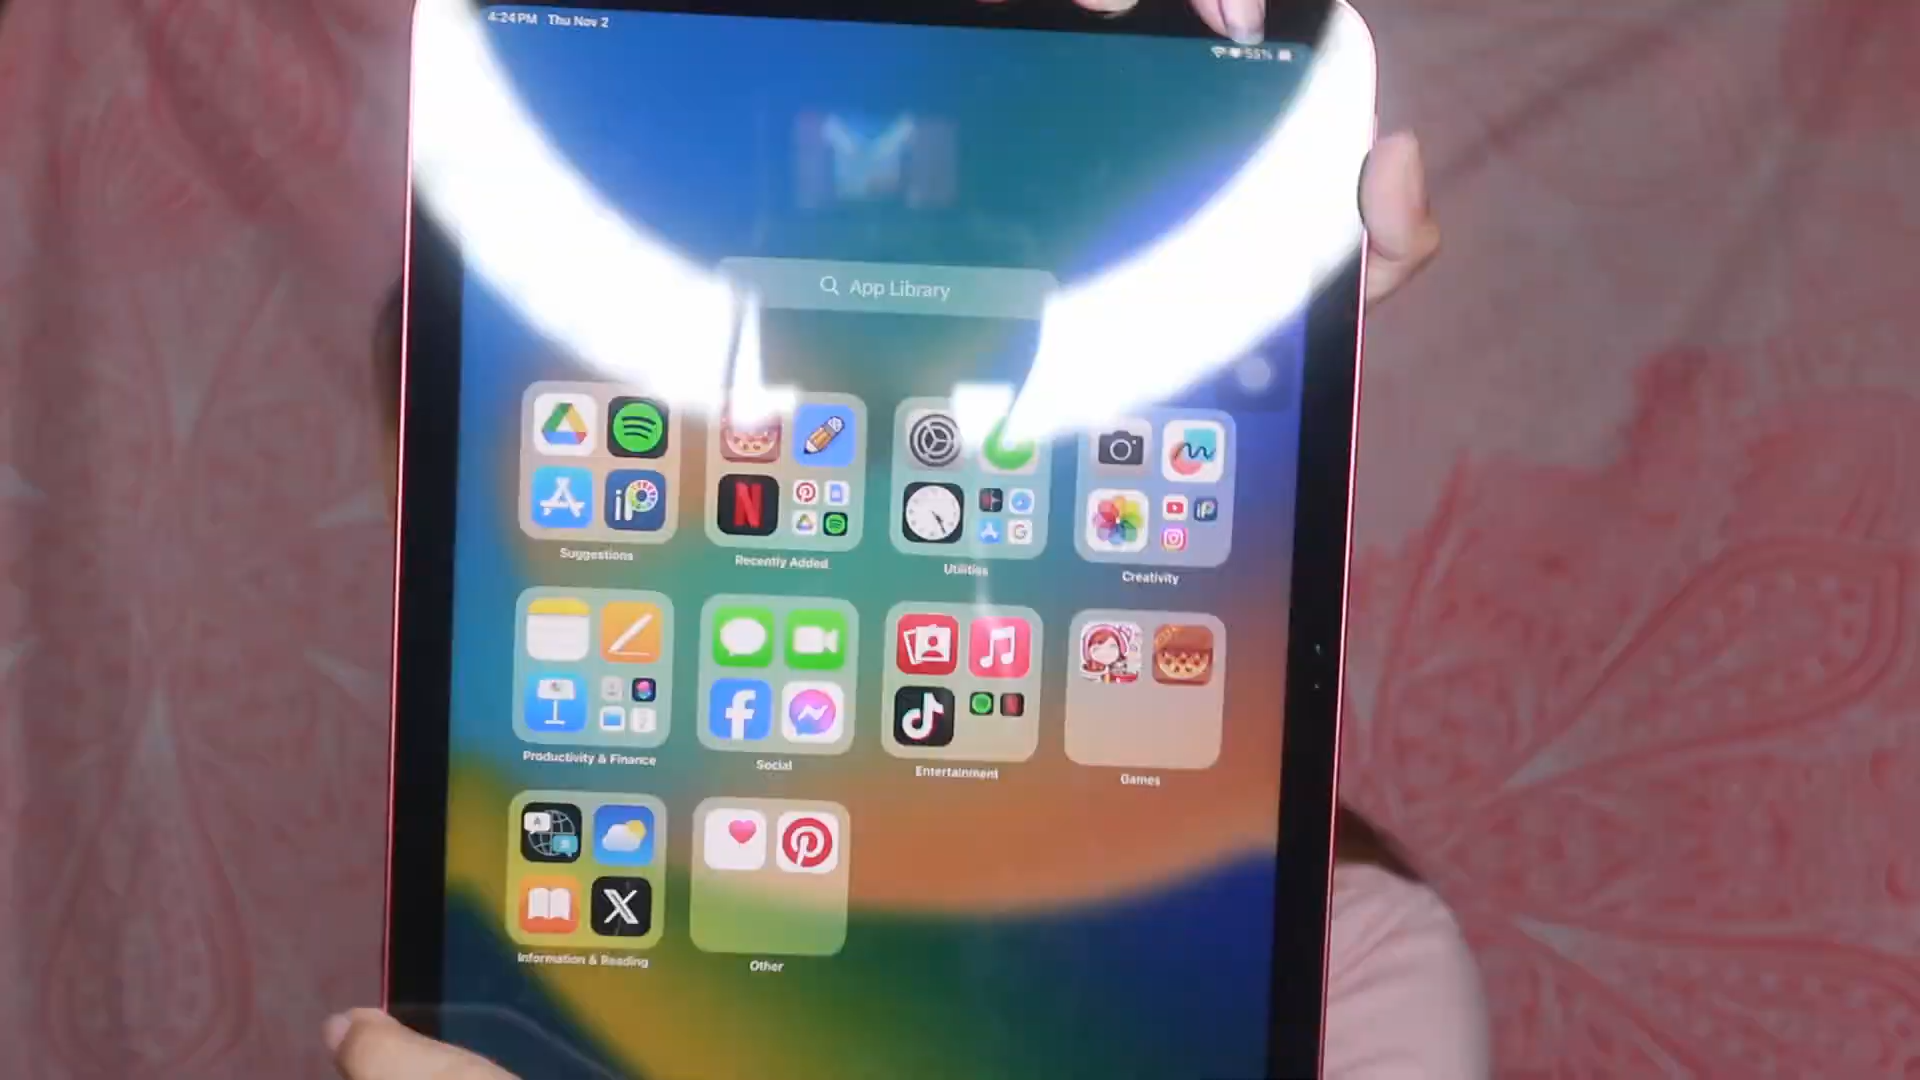 4:24 PM Thu Nov 2
55%
App Library
Suggestions
Recently Added
Utilities
Creativity
Productivity & Finance
Social
Entertainment
Games
Information & Reading
Other